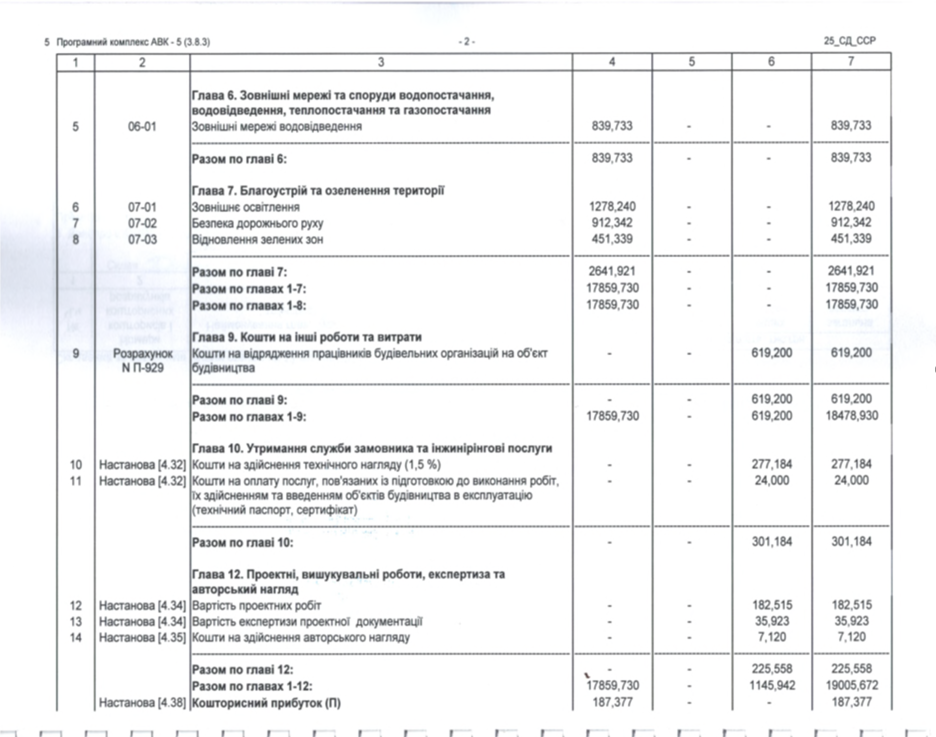 5 Програмний комплекс АВК - 5 (3.8.3) - 2 - 25_СД_ССР
1 2 3 4 5 6 7
Глава 6. Зовнішні мережі та споруди водопостачання,
водовідведення, теплопостачання та газопостачання
5 06-01 Зовнішні мережі водовідведення 839,733 - - 839,733
Разом по главі 6: 839,733 - - 839,733
Глава 7. Благоустрій та озеленення території
6 07-01 Зовнішнє освітлення 1278,240 - - 1278,240
7 07-02 Безпека дорожнього руху 912,342 - - 912,342
8 07-03 Відновлення зелених зон 451,339 - - 451,339
Разом по главі 7: 2641,921 - - 2641,921
Разом по главах 1-7: 17859,730 - - 17859,730
Разом по главах 1-8: 17859,730 - - 17859,730
Глава 9. Кошти на інші роботи та витрати
9 Розрахунок Кошти на відрядження працівників будівельних організацій на об'єкт - - 619,200 619,200
N П-929 будівництва
Разом по главі 9: - - 619,200 619,200
Разом по главах 1-9: 17859,730 - 619,200 18478,930
Глава 10. Утримання служби замовника та інжинірінгові послуги
10 Настанова [4.32] Кошти на здійснення технічного нагляду (1,5 %) - - 277,184 277,184
11 Настанова [4.32] Кошти на оплату послуг, пов'язаних із підготовкою до виконання робіт, - - 24,000 24,000
їх здійсненням та введенням об'єктів будівництва в експлуатацію
(технічний паспорт, сертифікат)
Разом по главі 10: - - 301,184 301,184
Глава 12. Проектні, вишукувальні роботи, експертиза та
авторський нагляд
12 Настанова [4.34] Вартість проектних робіт - - 182,515 182,515
13 Настанова [4.34] Вартість експертизи проектної документації - - 35,923 35,923
14 Настанова [4.35] Кошти на здійснення авторського нагляду - - 7,120 7,120
Разом по главі 12: - - 225,558 225,558
Разом по главах 1-12: 17859,730 - 1145,942 19005,672
Настанова [4.38] Кошторисний прибуток (П) 187,377 - - 187,377